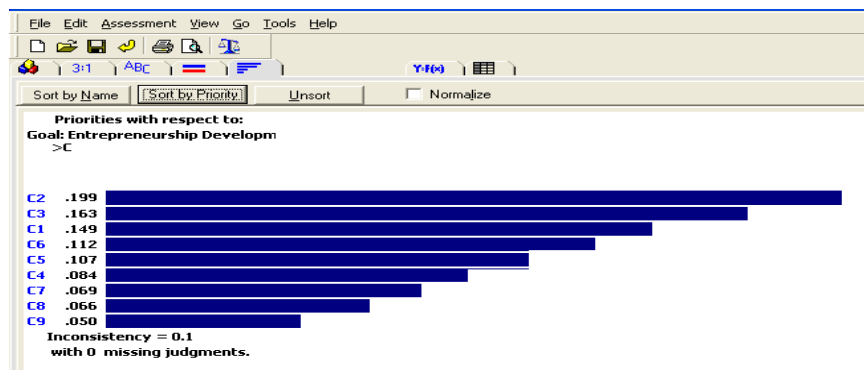 File Edit Assessment View Go Tools Help
3:1 ABC Y=F(x)
Sort by Name Sort by Priority Unsort Normalize
Priorities with respect to:
Goal: Entrepreneurship Developm
>C
C2 .199
C3 .163
C1 .149
C6 .112
C5 .107
C4 .084
C7 .069
C8 .066
C9 .050
Inconsistency = 0.1
with 0 missing judgments.